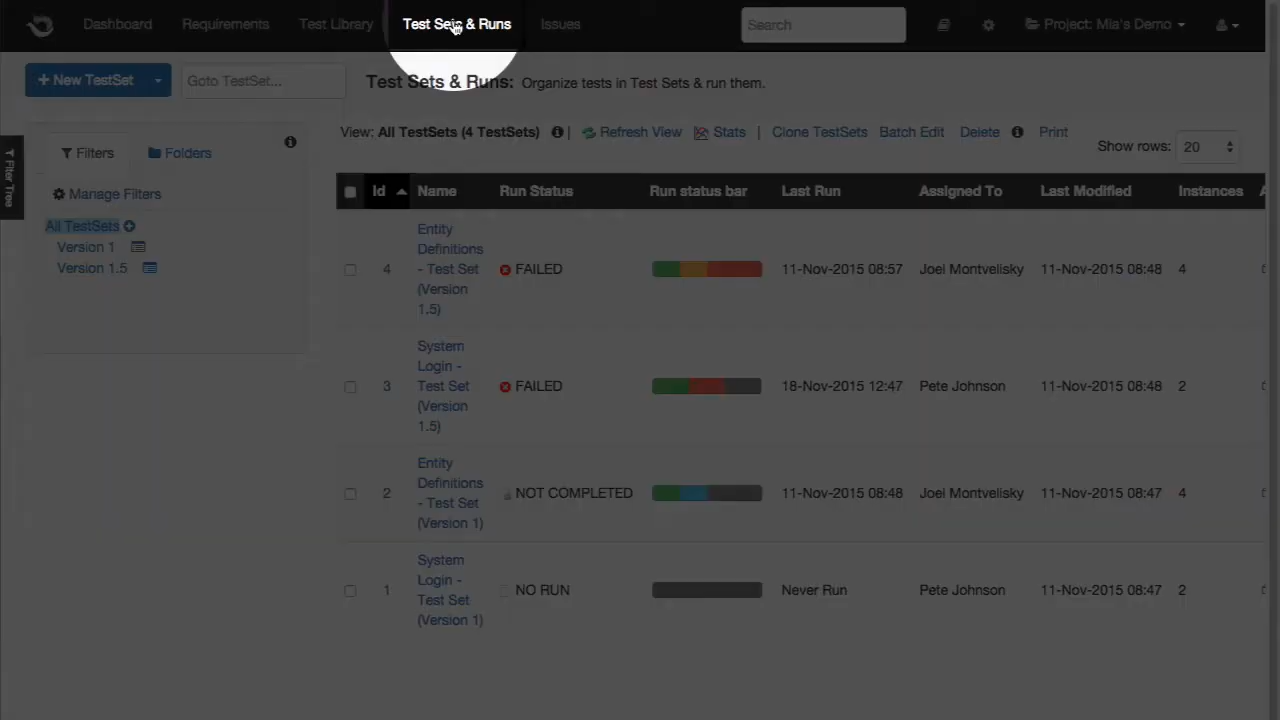 Dashboard Requirements Test Library Test Sets & Runs Issues Search Project: Mia's Demo
+ New TestSet Goto TestSet... Test Sets & Runs: Organize tests in Test Sets & run them.
View: All TestSets (4 TestSets) | Refresh View Stats | Clone TestSets Batch Edit Delete Print
Show rows: 20
Filter Tree
Filters Folders
Manage Filters
All TestSets
Version 1
Version 1.5
Id Name Run Status Run status bar Last Run Assigned To Last Modified Instances
4 Entity Definitions - Test Set (Version 1.5) FAILED 11-Nov-2015 08:57 Joel Montvelisky 11-Nov-2015 08:48 4
3 System Login - Test Set (Version 1.5) FAILED 18-Nov-2015 12:47 Pete Johnson 11-Nov-2015 08:48 2
2 Entity Definitions - Test Set (Version 1) NOT COMPLETED 11-Nov-2015 08:48 Joel Montvelisky 11-Nov-2015 08:47 4
1 System Login - Test Set (Version 1) NO RUN Never Run Pete Johnson 11-Nov-2015 08:47 2